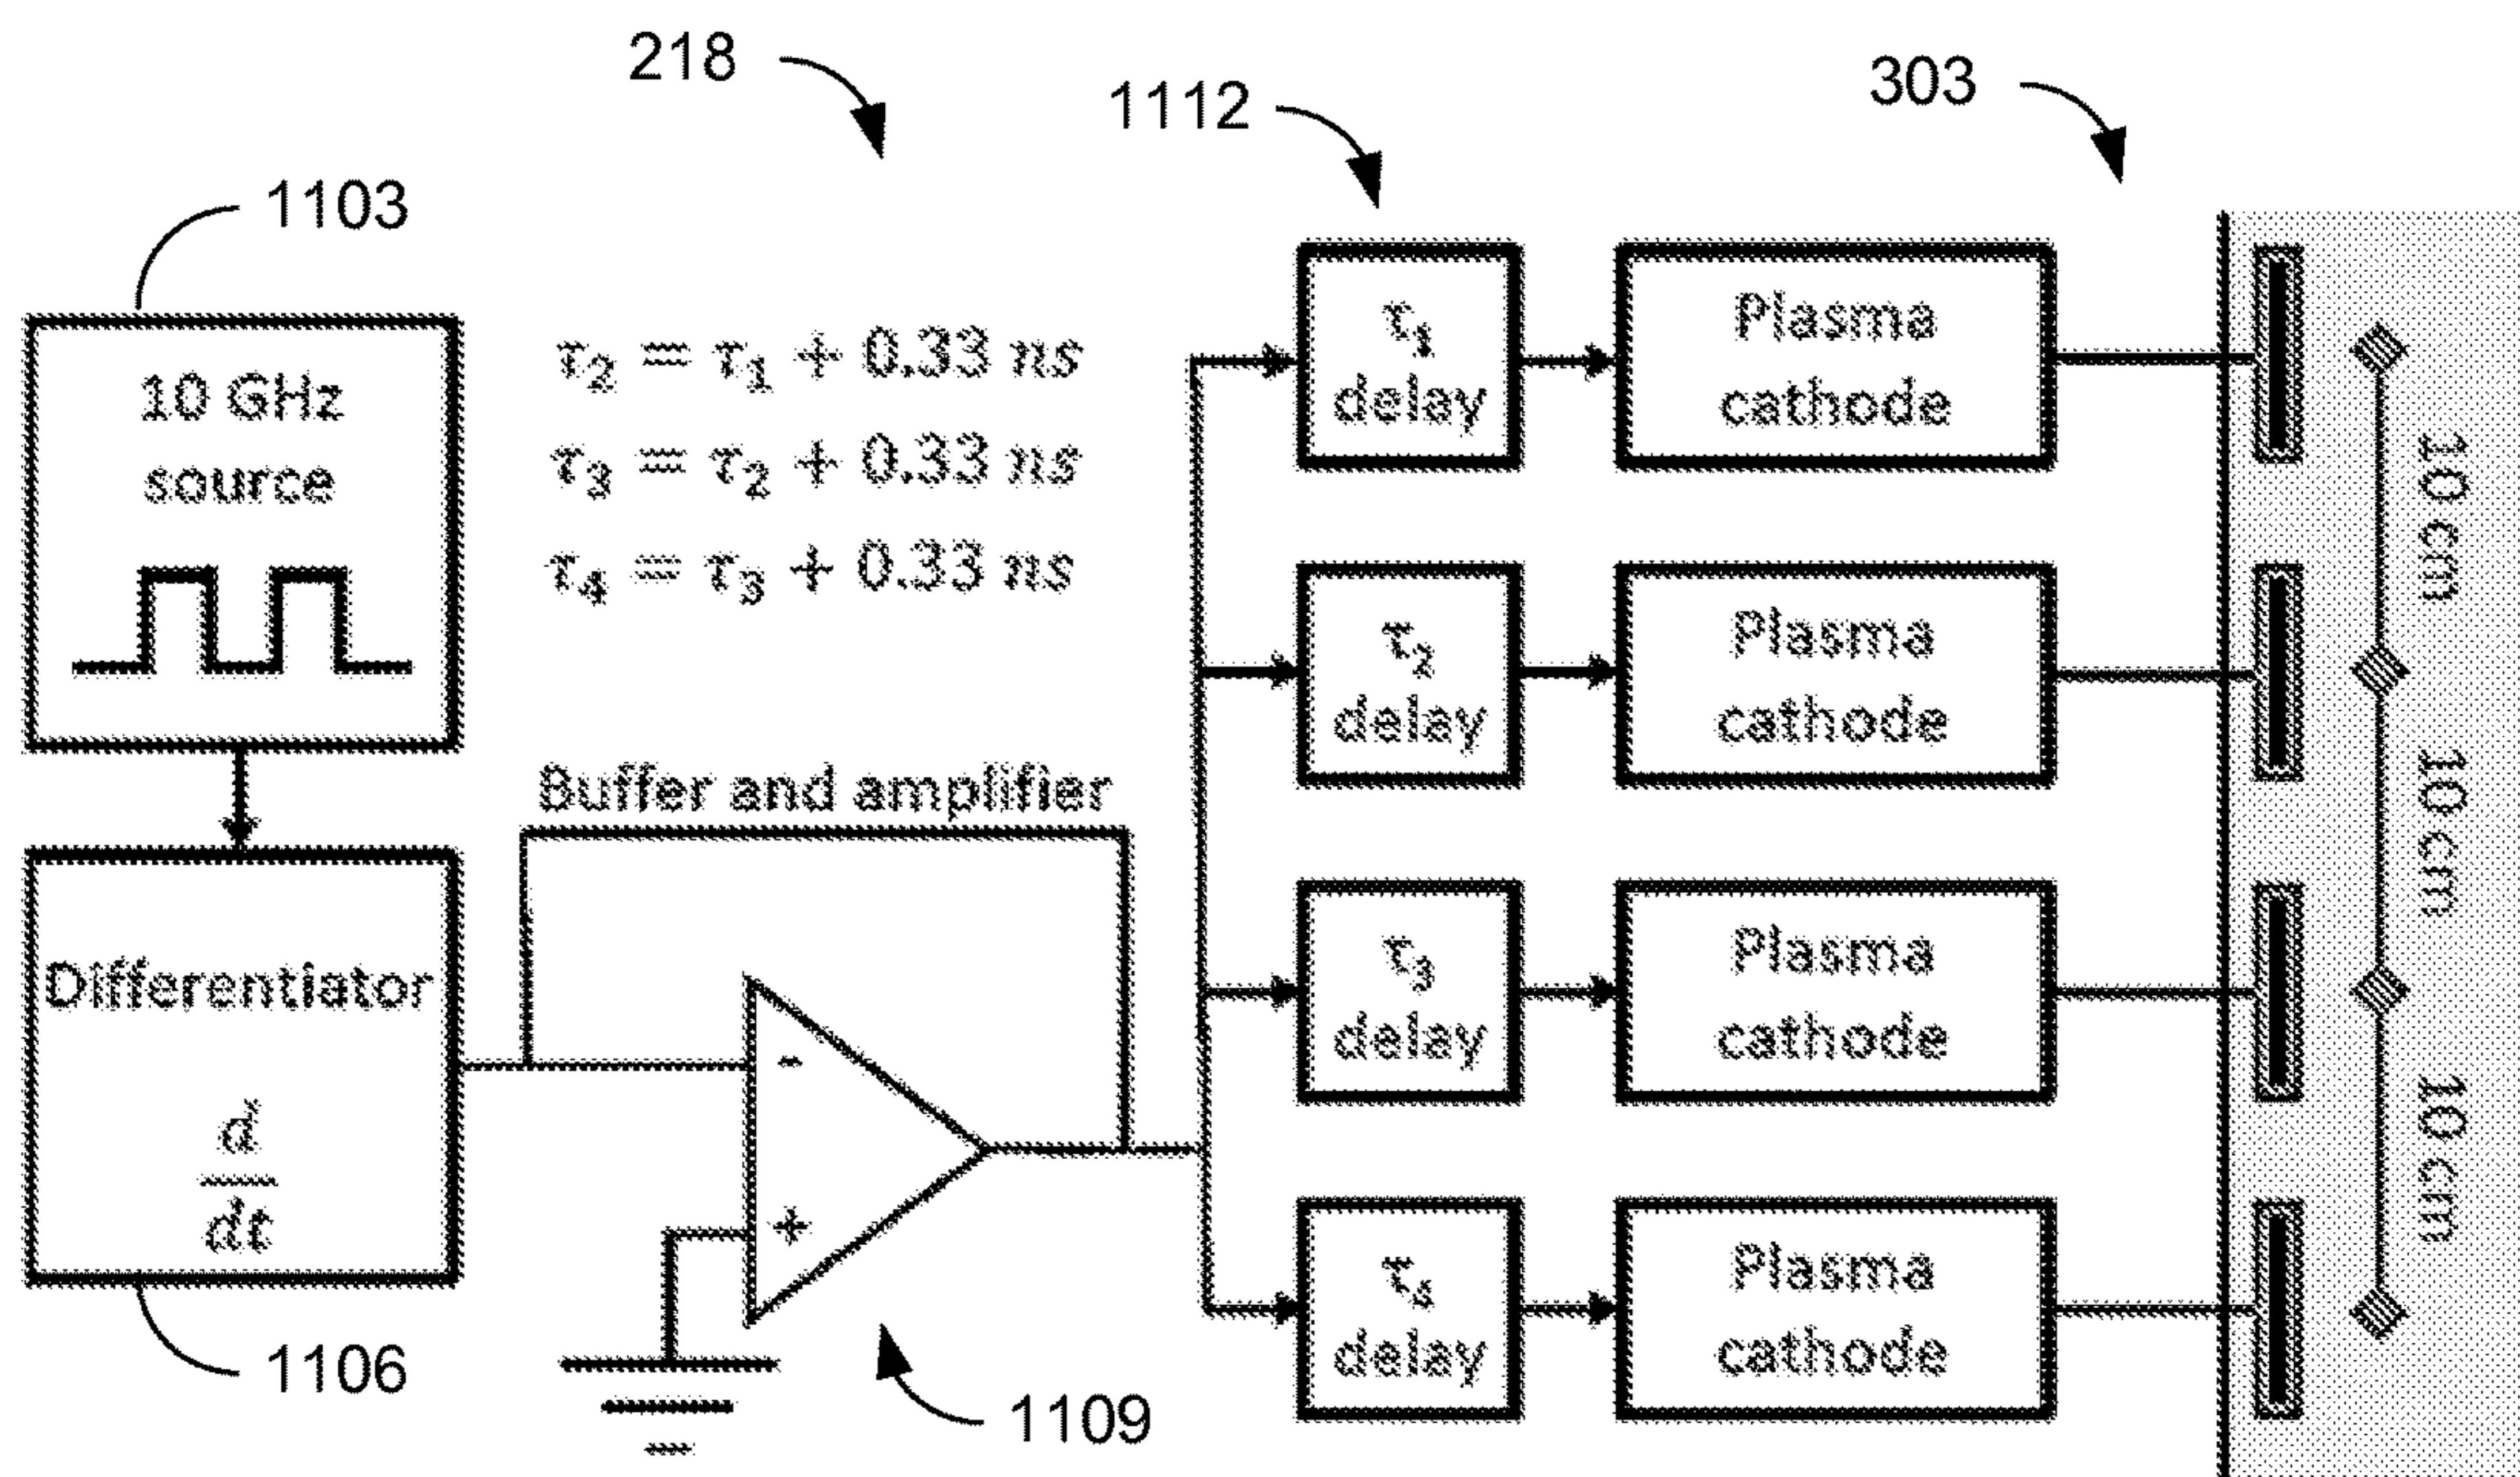 218
1112
303
1103
10 GHz
source
τ₂ = τ₁ + 0.33 ns
τ₃ = τ₂ + 0.33 ns
τ₄ = τ₃ + 0.33 ns
τ₁
delay
Plasma
cathode
10 cm
τ₂
delay
Plasma
cathode
10 cm
Buffer and amplifier
Differentiator
d
dt
-
+
τ₃
delay
Plasma
cathode
10 cm
τ₄
delay
Plasma
cathode
1106
1109